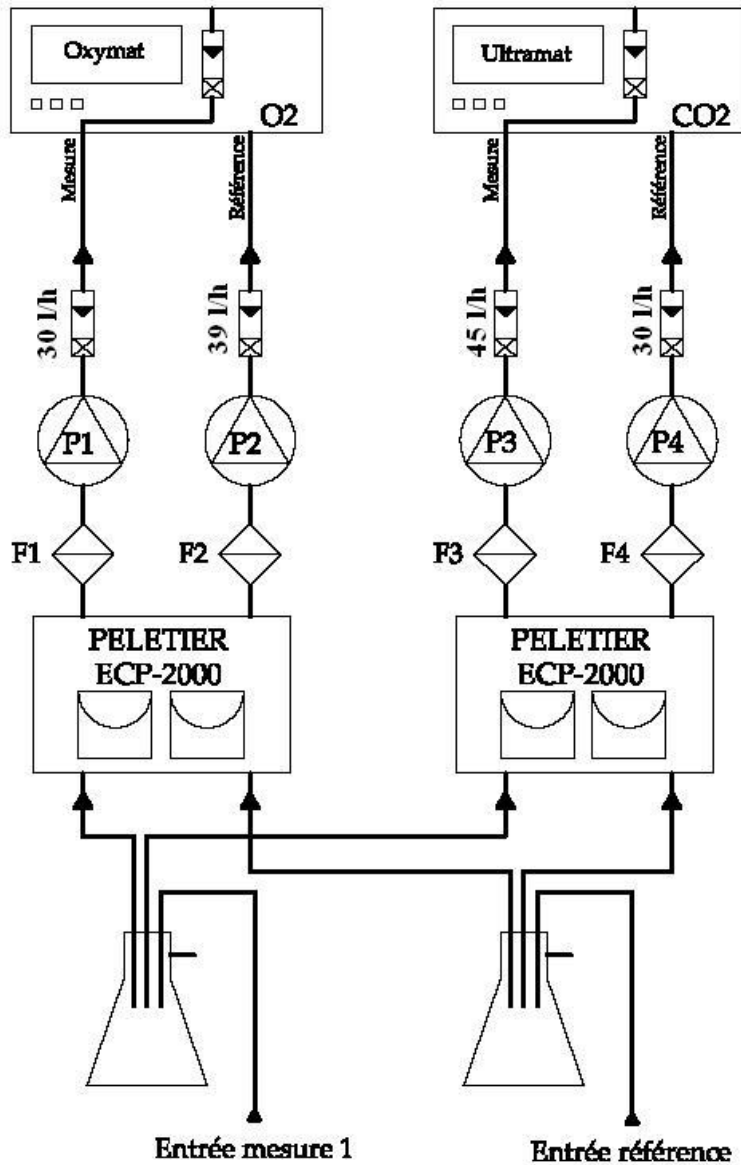 Oxymat
Ultramat
O2
CO2
Mesure
Référence
Mesure
Référence
30 l/h
39 l/h
45 l/h
30 l/h
P1
P2
P3
P4
F1
F2
F3
F4
PELETIER
ECP-2000
PELETIER
ECP-2000
Entrée mesure 1
Entrée référence